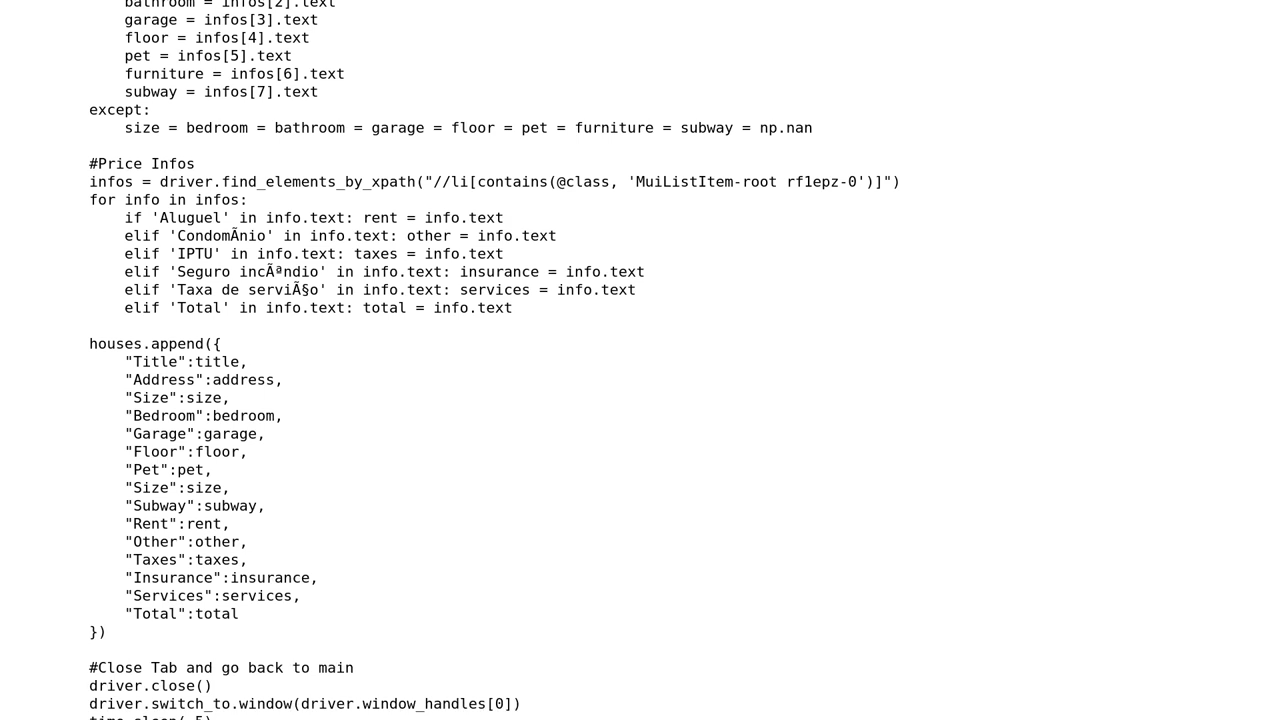 bathroom = infos[2].text
garage = infos[3].text
floor = infos[4].text
pet = infos[5].text
furniture = infos[6].text
subway = infos[7].text
except:
size = bedroom = bathroom = garage = floor = pet = furniture = subway = np.nan
#Price Infos
infos = driver.find_elements_by_xpath("//li[contains(@class, 'MuiListItem-root rf1epz-0')]")
for info in infos:
if 'Aluguel' in info.text: rent = info.text
elif 'CondomÃnio' in info.text: other = info.text
elif 'IPTU' in info.text: taxes = info.text
elif 'Seguro incÃªndio' in info.text: insurance = info.text
elif 'Taxa de serviÃ§o' in info.text: services = info.text
elif 'Total' in info.text: total = info.text
houses.append({
"Title":title,
"Address":address,
"Size":size,
"Bedroom":bedroom,
"Garage":garage,
"Floor":floor,
"Pet":pet,
"Size":size,
"Subway":subway,
"Rent":rent,
"Other":other,
"Taxes":taxes,
"Insurance":insurance,
"Services":services,
"Total":total
})
#Close Tab and go back to main
driver.close()
driver.switch_to.window(driver.window_handles[0])
time.sleep(.5)